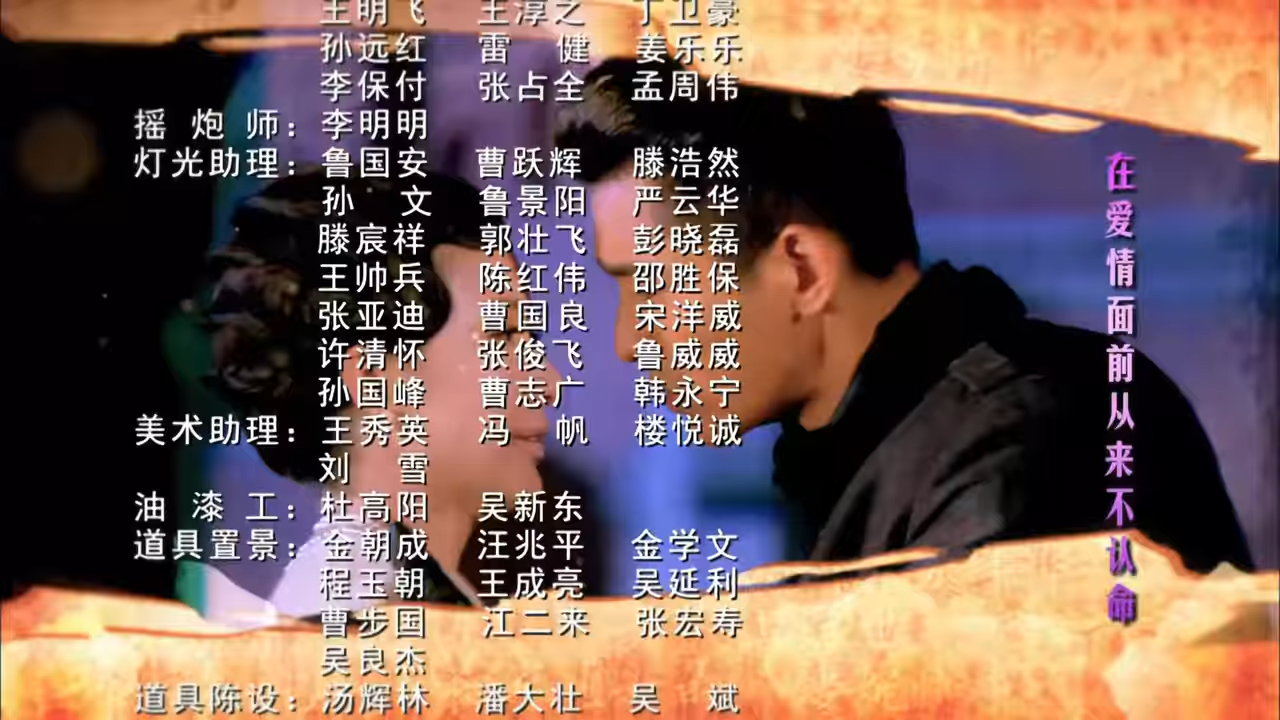 王明飞 王淳之 丁卫豪
孙远红 雷 健 姜乐乐
李保付 张占全 孟周伟
摇炮师：李明明
灯光助理：鲁国安 曹跃辉 滕浩然
孙 文 鲁景阳 严云华
滕宸祥 郭壮飞 彭晓磊
王帅兵 陈红伟 邵胜保
张亚迪 曹国良 宋洋威
许清怀 张俊飞 鲁威威
孙国峰 曹志广 韩永宁
美术助理：王秀英 冯 帆 楼悦诚
刘 雪
油漆工：杜高阳 吴新东
道具置景：金朝成 汪兆平 金学文
程玉朝 王成亮 吴延利
曹步国 江二来 张宏寿
吴良杰
道具陈设：汤辉林 潘大壮 吴 斌
在爱情面前从来不认命